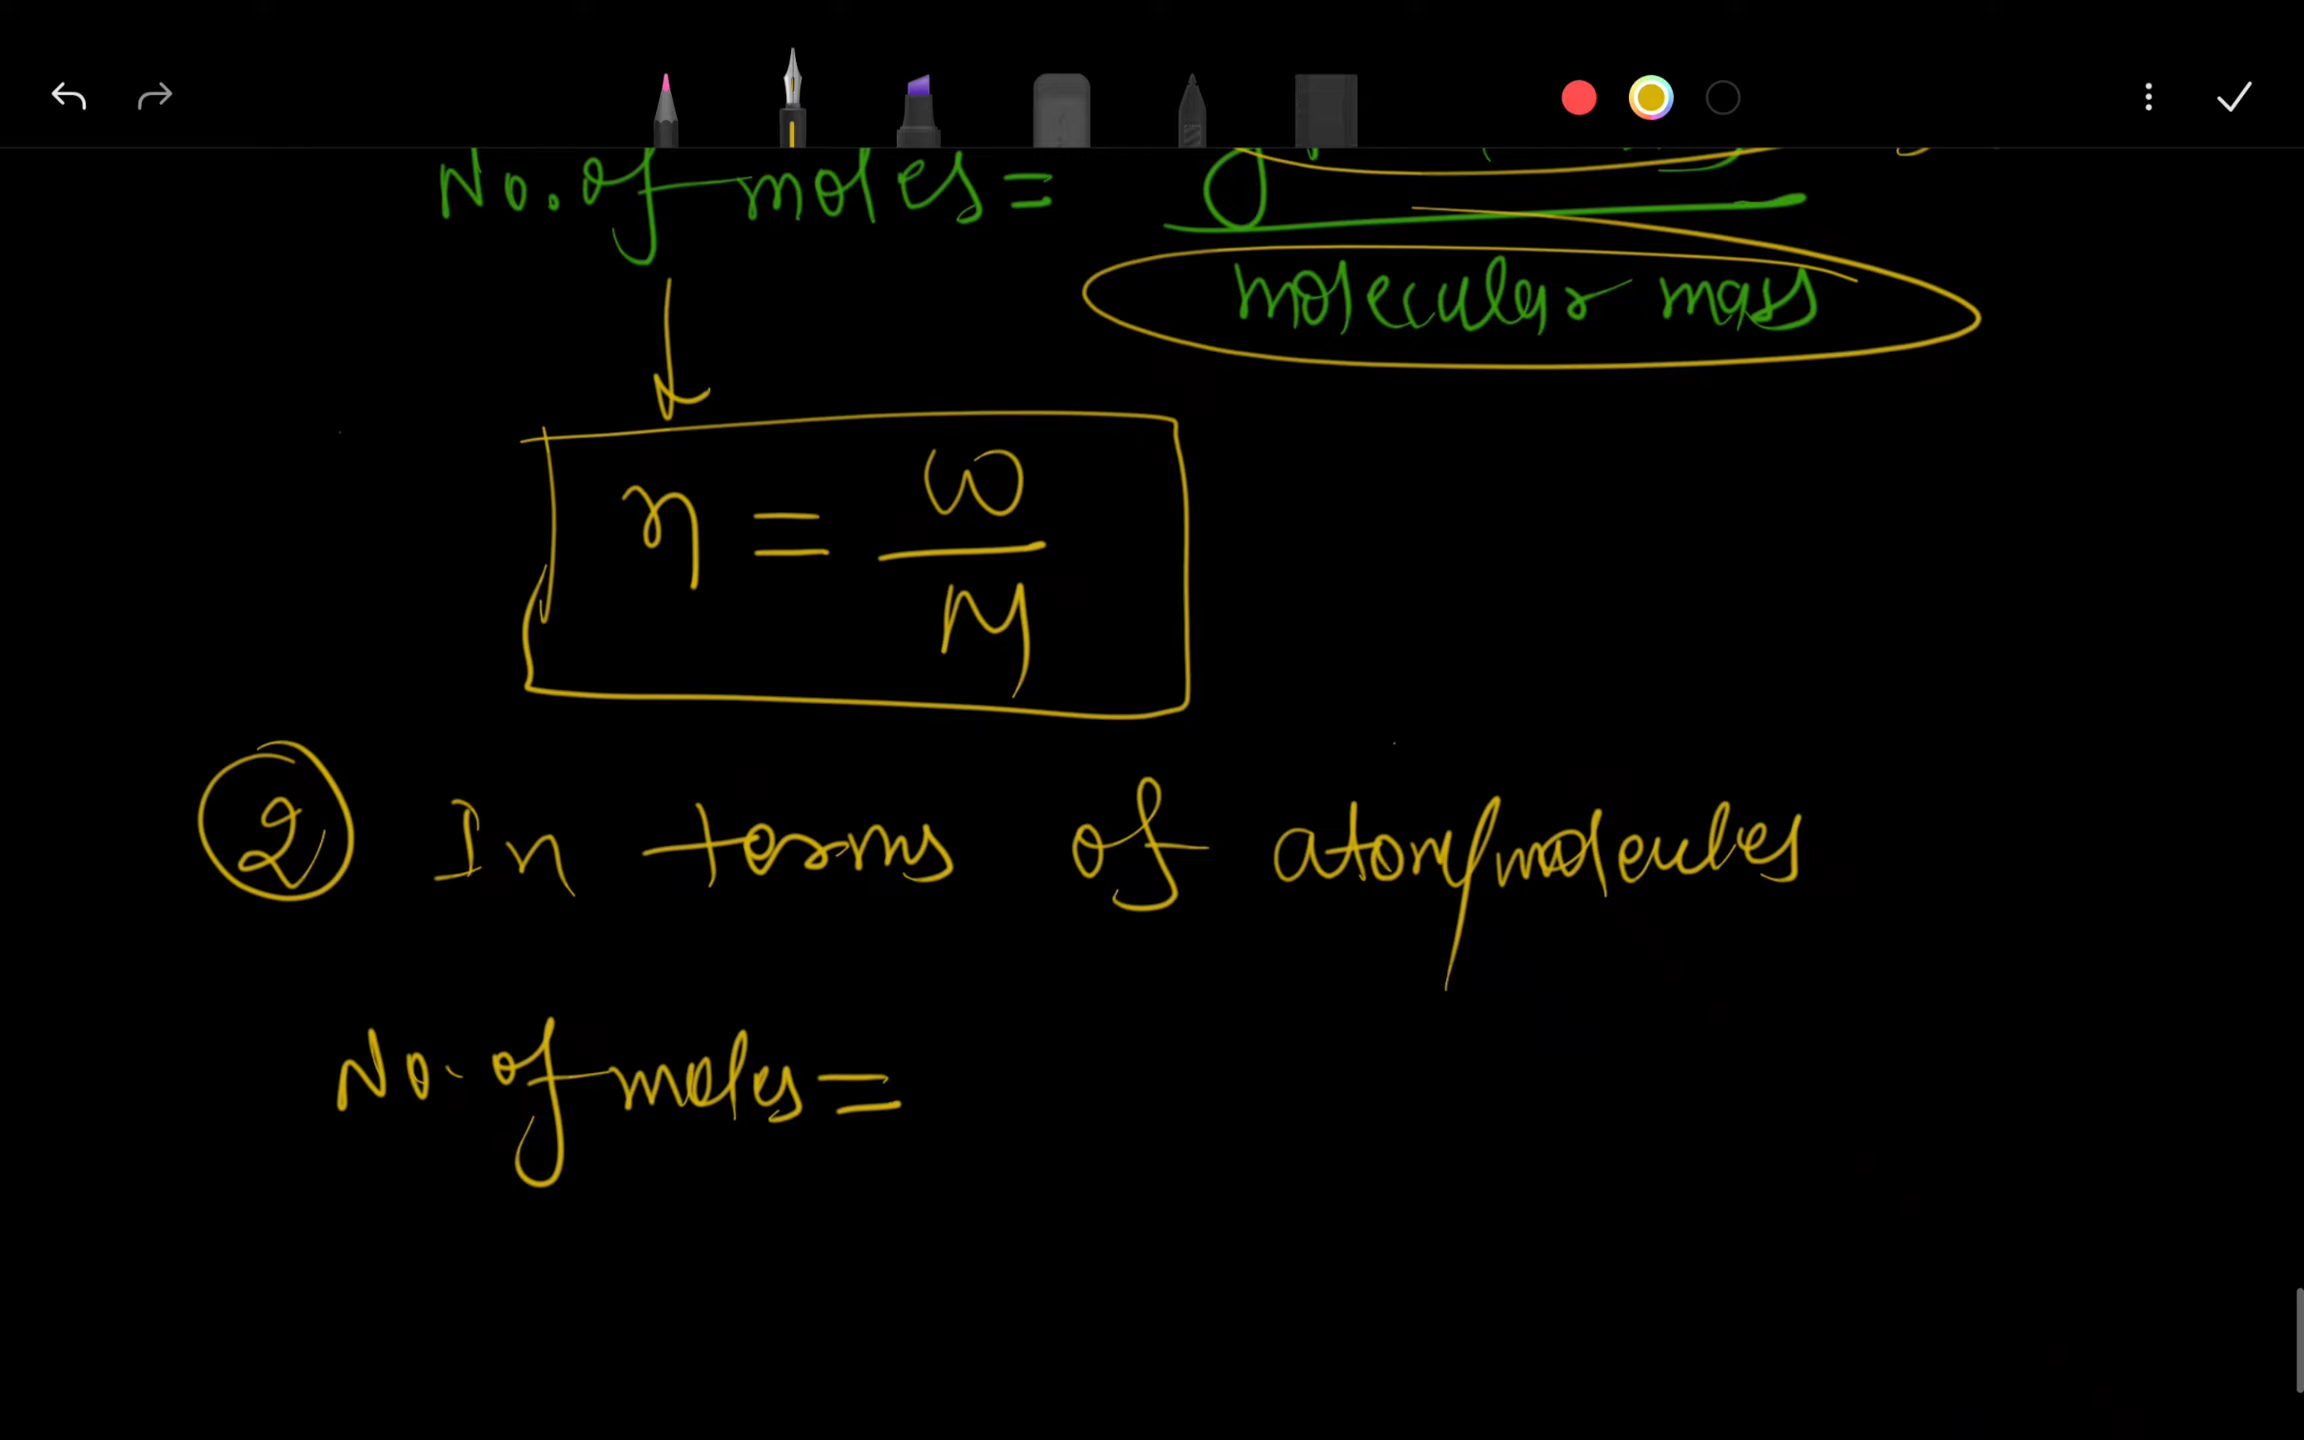 No. of moles = g
molecular mass
n = w
M
2 In terms of atom/molecules
No. of moles =